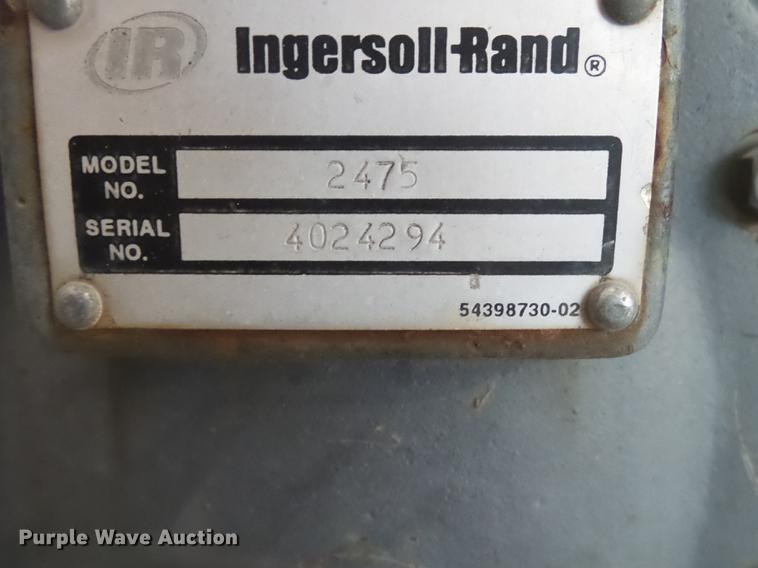 IR Ingersoll-Rand®
MODEL NO. 2475
SERIAL NO. 4024294
54398730-02
Purple Wave Auction